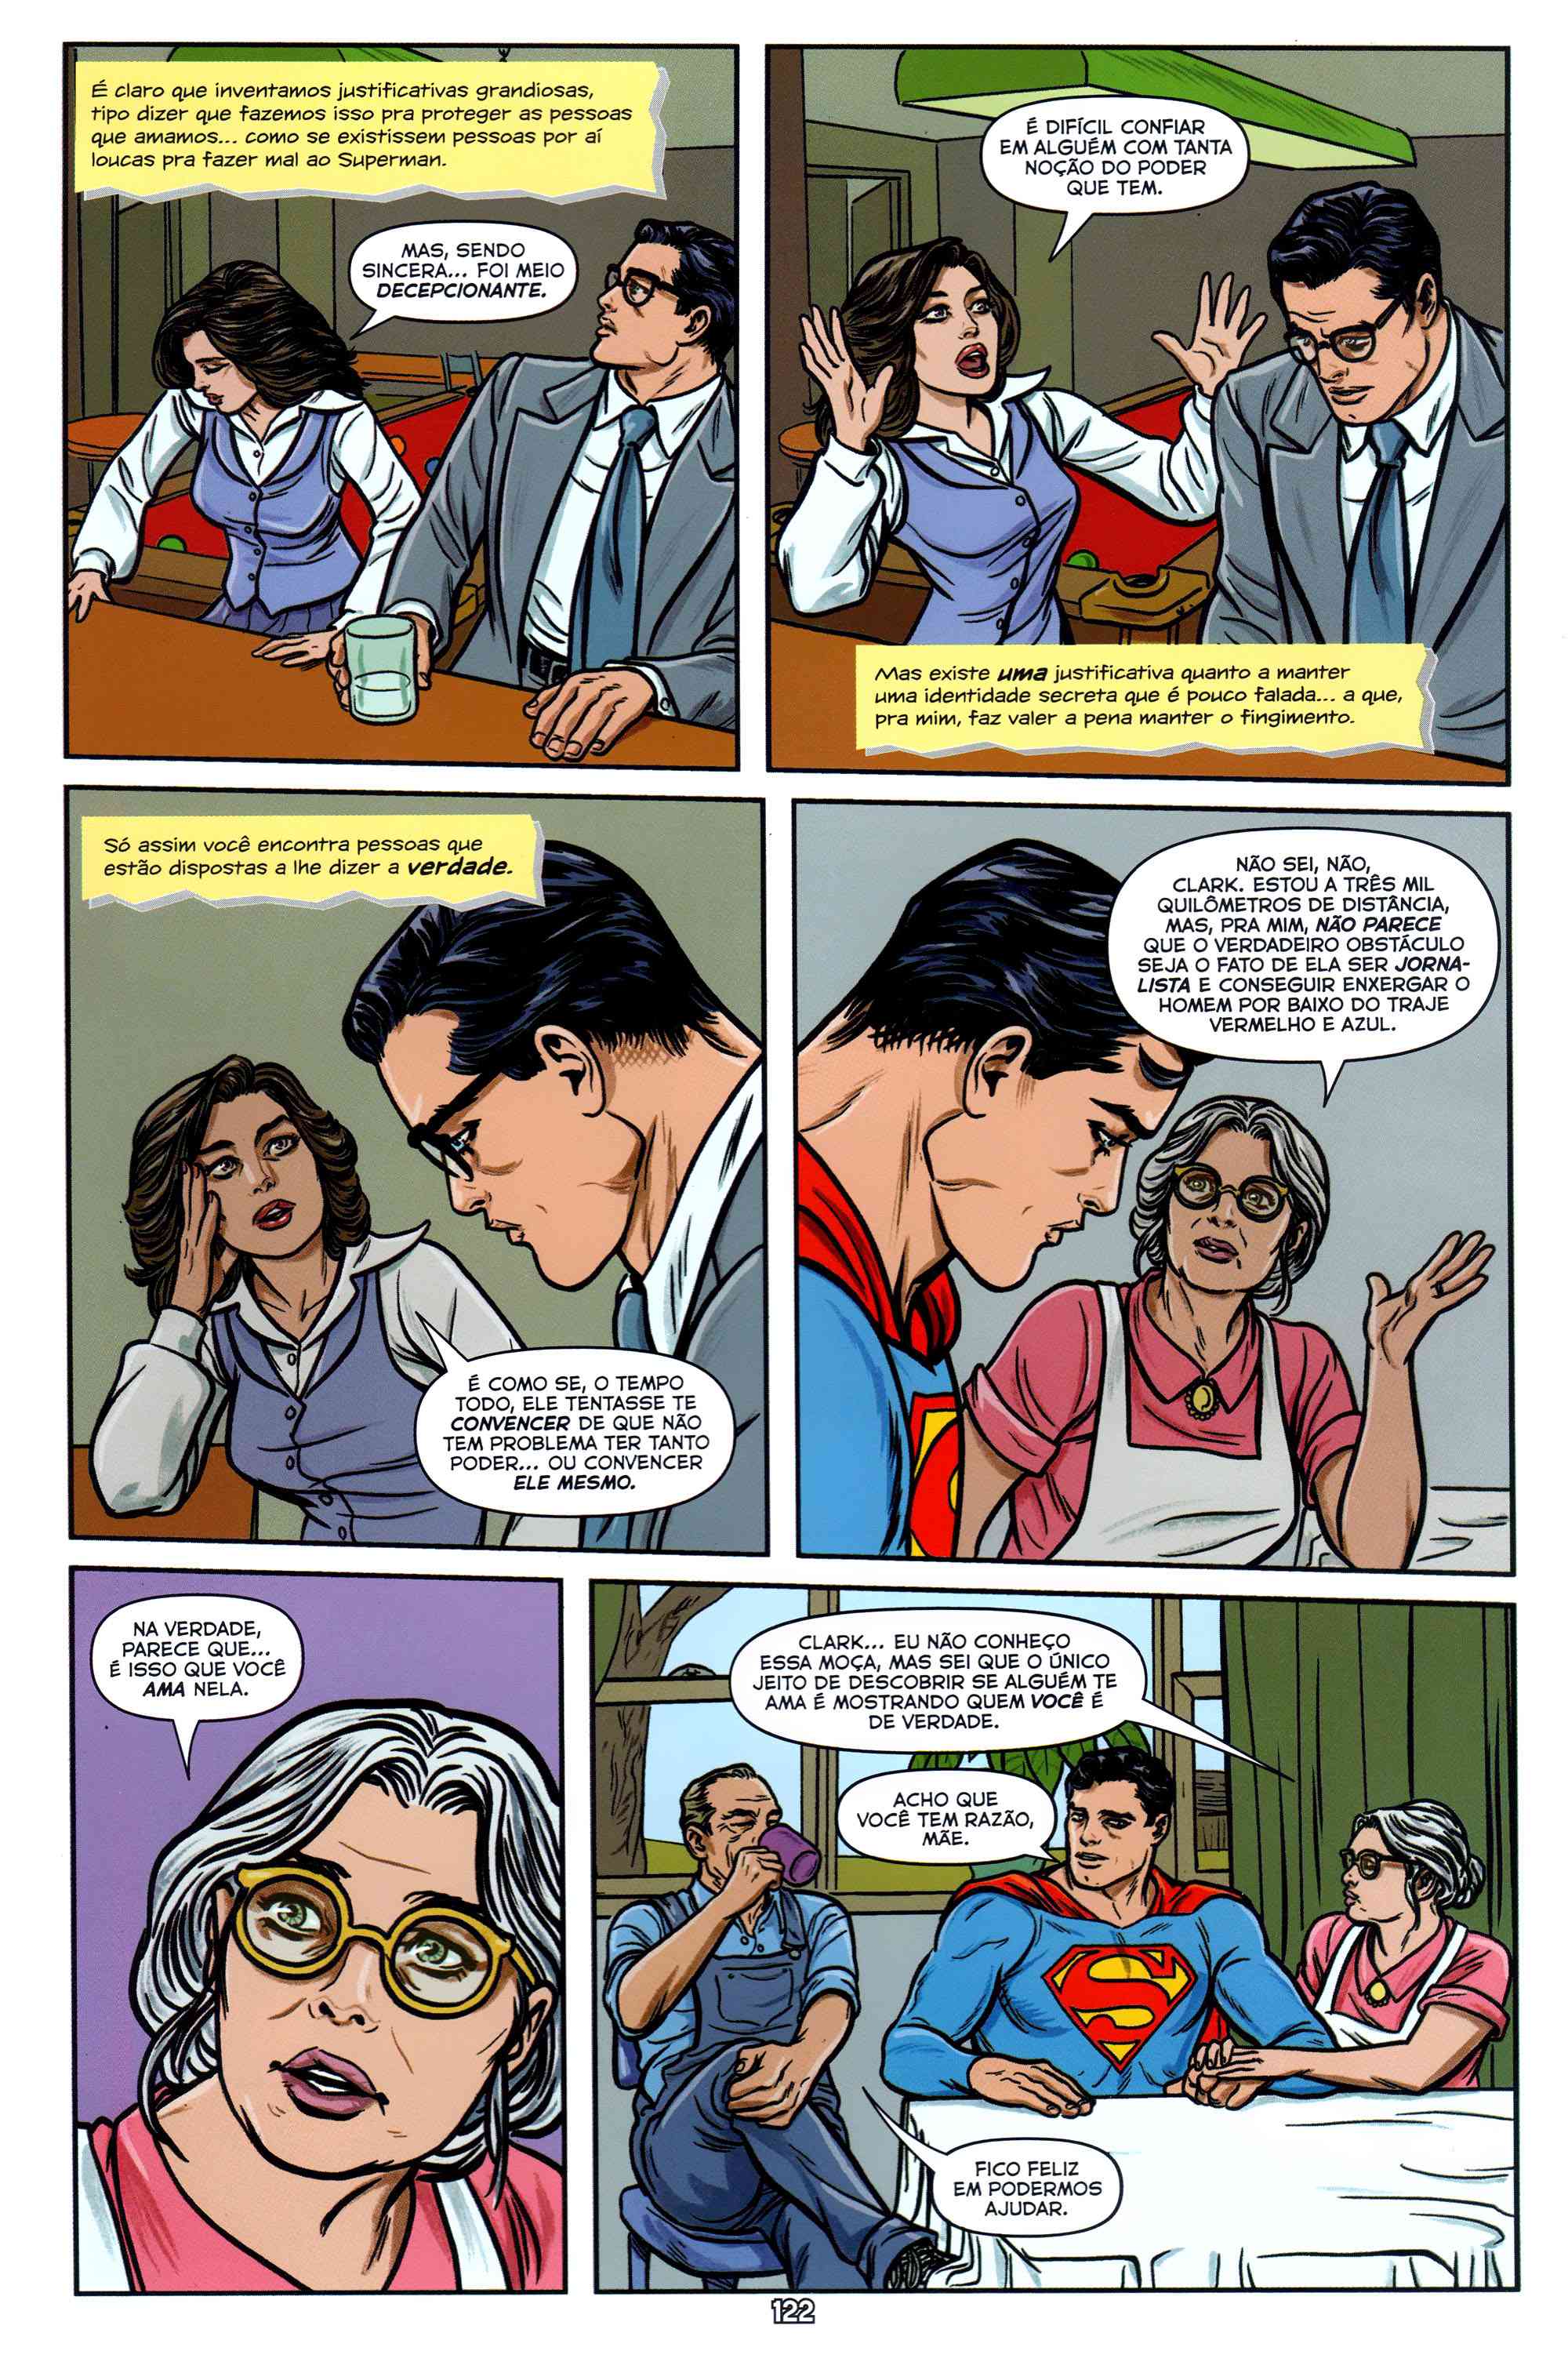 É claro que inventamos justificativas grandiosas,
tipo dizer que fazemos isso pra proteger as pessoas
que amamos... como se existissem pessoas por aí
loucas pra fazer mal ao Superman.
MAS, SENDO
SINCERA... FOI MEIO
DECEPCIONANTE.
É DIFÍCIL CONFIAR
EM ALGUÉM COM TANTA
NOÇÃO DO PODER
QUE TEM.
Mas existe uma justificativa quanto a manter
uma identidade secreta que é pouco falada... a que,
pra mim, faz valer a pena manter o fingimento.
Só assim você encontra pessoas que
estão dispostas a lhe dizer a verdade.
É COMO SE, O TEMPO
TODO, ELE TENTASSE TE
CONVENCER DE QUE NÃO
TEM PROBLEMA TER TANTO
PODER... OU CONVENCER
ELE MESMO.
NÃO SEI, NÃO,
CLARK. ESTOU A TRÊS MIL
QUILÔMETROS DE DISTÂNCIA,
MAS, PRA MIM, NÃO PARECE
QUE O VERDADEIRO OBSTÁCULO
SEJA O FATO DE ELA SER JORNA-
LISTA E CONSEGUIR ENXERGAR O
HOMEM POR BAIXO DO TRAJE
VERMELHO E AZUL.
NA VERDADE,
PARECE QUE...
É ISSO QUE VOCÊ
AMA NELA.
CLARK... EU NÃO CONHEÇO
ESSA MOÇA, MAS SEI QUE O ÚNICO
JEITO DE DESCOBRIR SE ALGUÉM TE
AMA É MOSTRANDO QUEM VOCÊ É
DE VERDADE.
ACHO QUE
VOCÊ TEM RAZÃO,
MÃE.
FICO FELIZ
EM PODERMOS
AJUDAR.
122